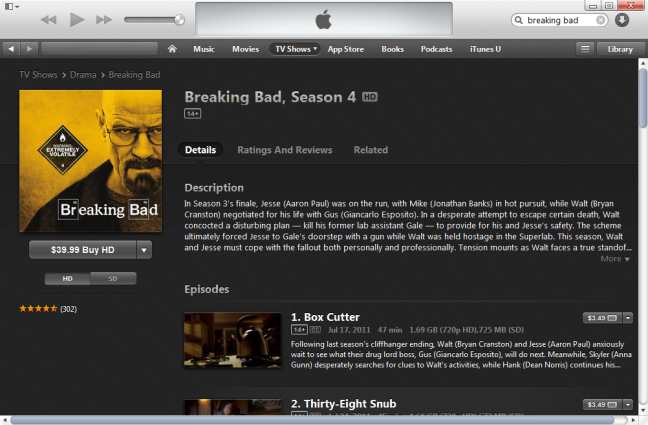 breaking bad
Music Movies TV Shows App Store Books Podcasts iTunes U Library
TV Shows > Drama > Breaking Bad
Breaking Bad, Season 4 HD
14+
WARNING:
EXTREMELY
VOLATILE
4
Breaking Bad
Details Ratings And Reviews Related
Description
In Season 3's finale, Jesse (Aaron Paul) was on the run, with Mike (Jonathan Banks) in hot pursuit, while Walt (Bryan
Cranston) negotiated for his life with Gus (Giancarlo Esposito). In a desperate attempt to escape certain death, Walt
concocted a disturbing plan — kill his former lab assistant Gale — to provide for his and Jesse's safety. The scheme
ultimately forced Jesse to Gale's doorstep with a gun while Walt was held hostage in the Superlab. This season, Walt
and Jesse must cope with the fallout both personally and professionally. Tension mounts as Walt faces a true standof...
More
$39.99 Buy HD
HD SD
(302)
Episodes
1. Box Cutter
$3.49 HD
14+ CC Jul 17, 2011 47 min 1.69 GB (720p HD),725 MB (SD)
Following last season's cliffhanger ending, Walt (Bryan Cranston) and Jesse (Aaron Paul) anxiously
wait to see what their drug lord boss, Gus (Giancarlo Esposito), will do next. Meanwhile, Skyler (Anna
Gunn) desperately searches for clues to Walt's activities, while Hank (Dean Norris) continues his...
2. Thirty-Eight Snub
$3.49 HD